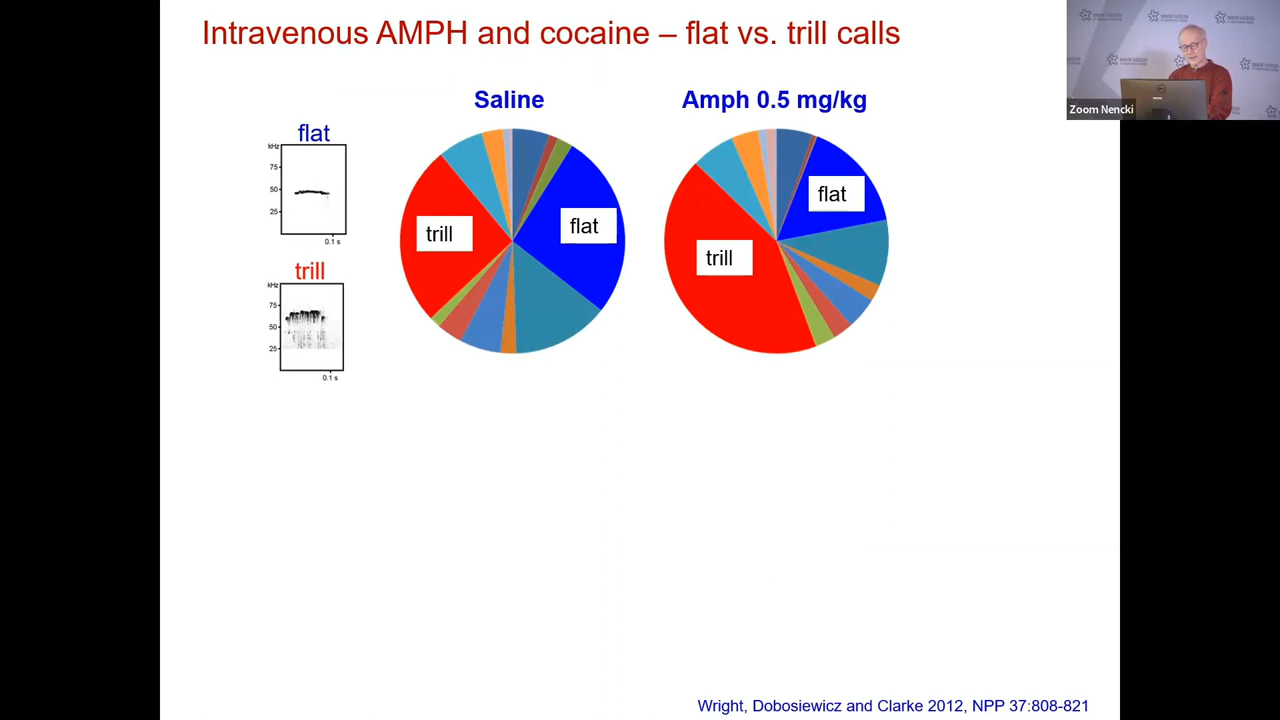 Intravenous AMPH and cocaine – flat vs. trill calls
Saline
Amph 0.5 mg/kg
flat
kHz
75
50
25
0.1 s
trill
kHz
75
50
25
0.1 s
trill
flat
trill
flat
Zoom Nencki
DELL
Wright, Dobosiewicz and Clarke 2012, NPP 37:808-821